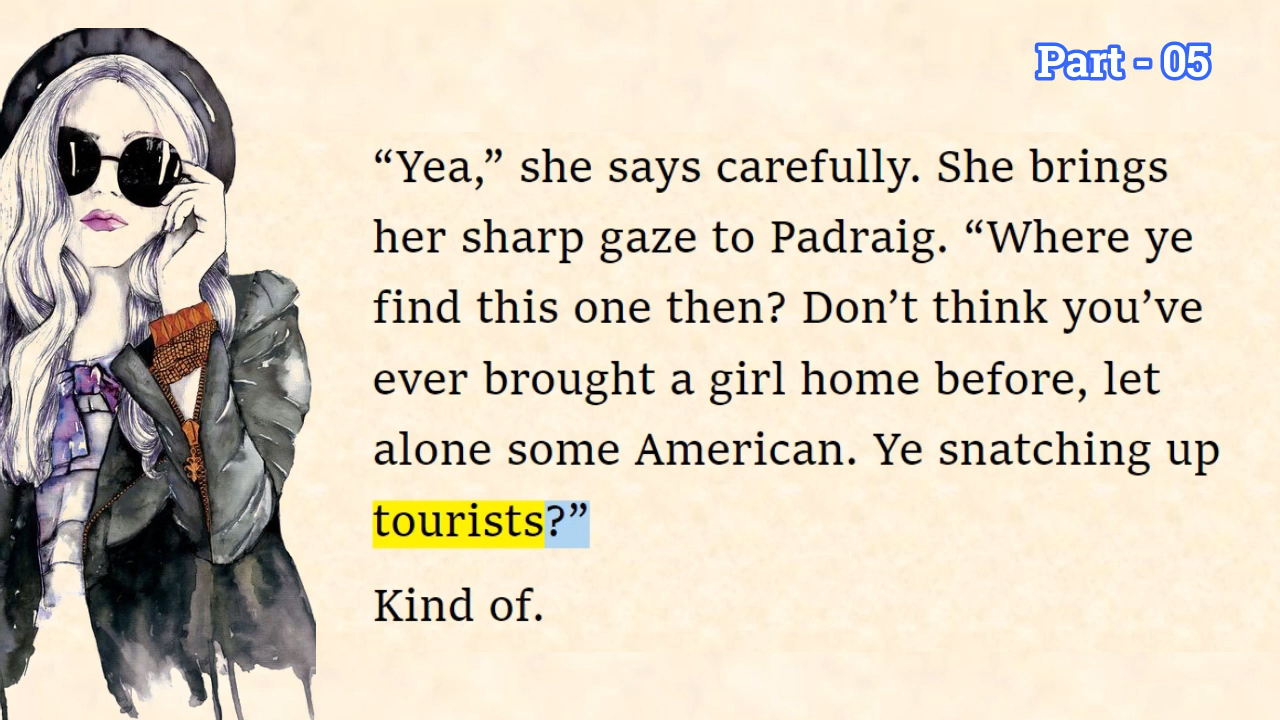 Part - 05
“Yea,” she says carefully. She brings
her sharp gaze to Padraig. “Where ye
find this one then? Don’t think you’ve
ever brought a girl home before, let
alone some American. Ye snatching up
tourists?”
Kind of.